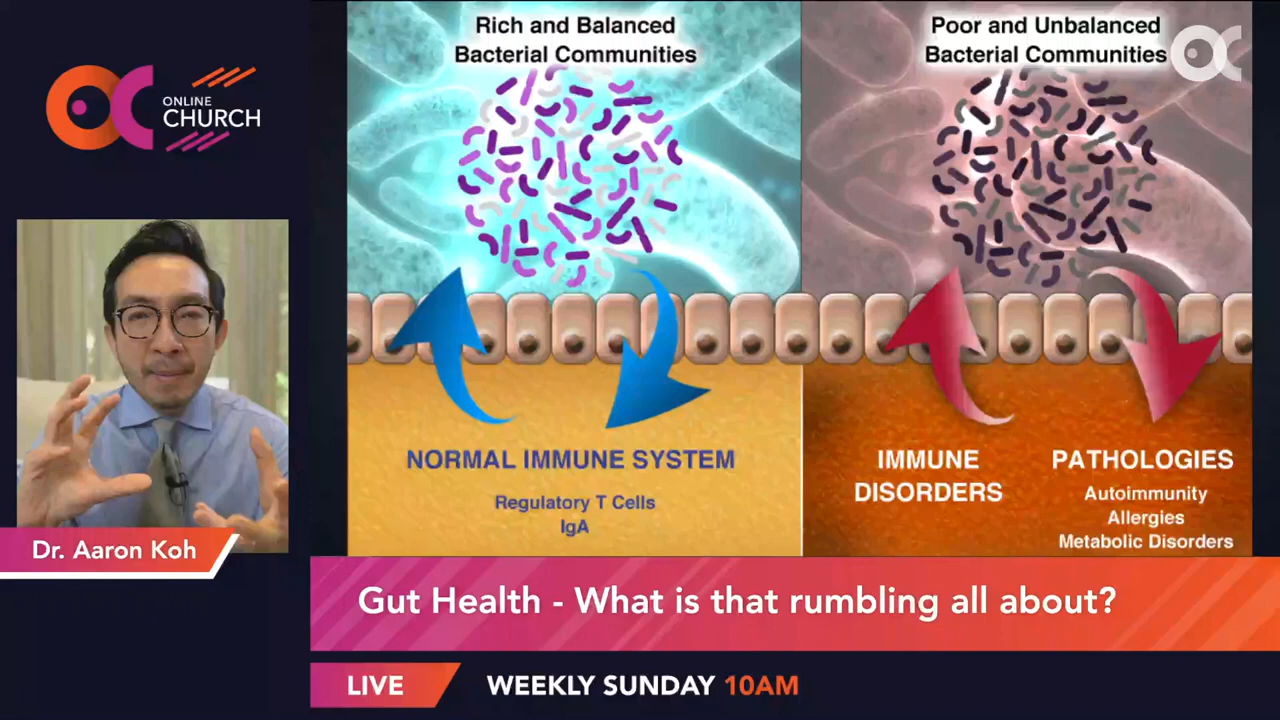 ONLINE
CHURCH
Rich and Balanced
Bacterial Communities
Poor and Unbalanced
Bacterial Communities
NORMAL IMMUNE SYSTEM
Regulatory T Cells
IgA
IMMUNE
DISORDERS
PATHOLOGIES
Autoimmunity
Allergies
Metabolic Disorders
Dr. Aaron Koh
Gut Health - What is that rumbling all about?
LIVE
WEEKLY SUNDAY 10AM